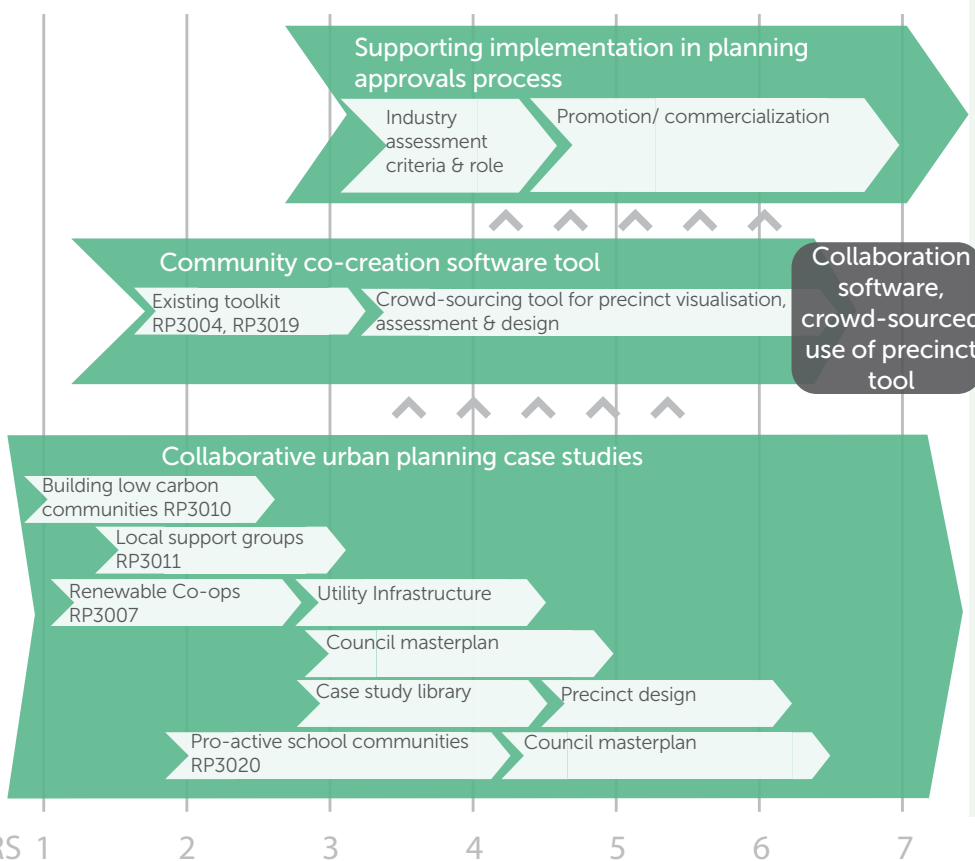 Supporting implementation in planning
approvals process
Industry
assessment
criteria & role
Promotion/ commercialization
Community co-creation software tool
Existing toolkit
RP3004, RP3019
Crowd-sourcing tool for precinct visualisation,
assessment & design
Collaboration
software,
crowd-sourced
use of precinct
tool
Collaborative urban planning case studies
Building low carbon
communities RP3010
Local support groups
RP3011
Renewable Co-ops
RP3007
Utility Infrastructure
Council masterplan
Case study library
Precinct design
Pro-active school communities
RP3020
Council masterplan
RS 1 2 3 4 5 6 7